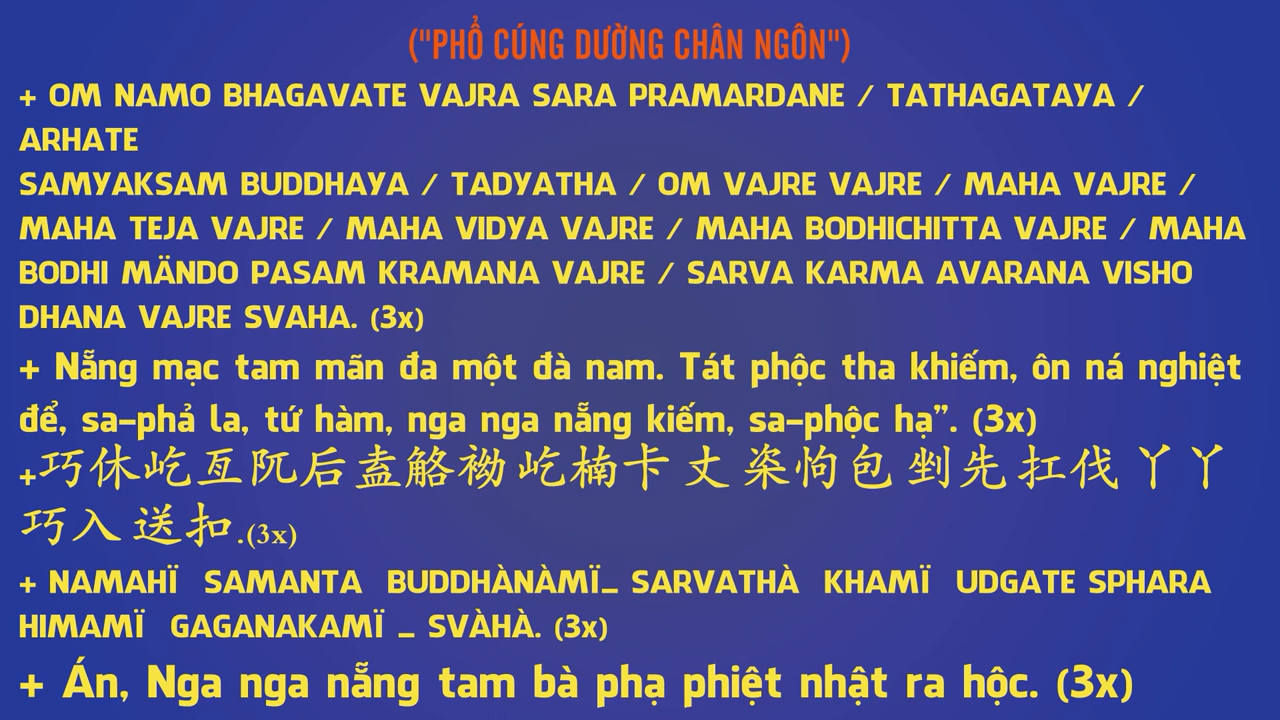 ("PHỔ CÚNG DƯỜNG CHÂN NGÔN")
+ OM NAMO BHAGAVATE VAJRA SARA PRAMARDANE / TATHAGATAYA /
ARHATE
SAMYAKSAM BUDDHAYA / TADYATHA / OM VAJRE VAJRE / MAHA VAJRE /
MAHA TEJA VAJRE / MAHA VIDYA VAJRE / MAHA BODHICHITTA VAJRE / MAHA
BODHI MÄNDO PASAM KRAMANA VAJRE / SARVA KARMA AVARANA VISHO
DHANA VAJRE SVAHA. (3x)
+ Nẵng mạc tam mãn đa một đà nam. Tát phộc tha khiếm, ôn ná nghiệt
để, sa-phả la, tứ hàm, nga nga nẵng kiếm, sa-phộc hạ”. (3x)
+巧休屹亙阢后盍觡袎屹楠卡丈柒怐包剉先扛伐丫丫
巧入送扣.(3x)
+ NAMAHÏ SAMANTA BUDDHÀNÀMÏ_ SARVATHÀ KHAMÏ UDGATE SPHARA
HIMAMÏ GAGANAKAMÏ _ SVÀHÀ. (3x)
+ Án, Nga nga nẵng tam bà phạ phiệt nhật ra hộc. (3x)